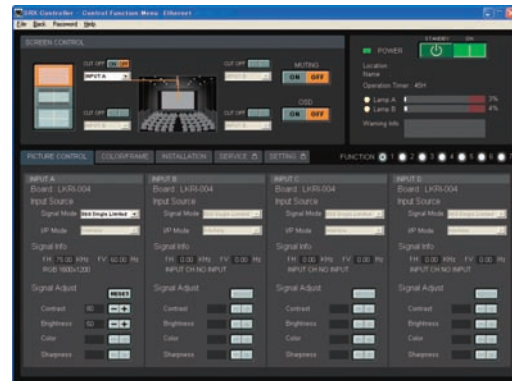 SRX Controller - Control Function Menu Ethernet
File Back Password Help
SCREEN CONTROL
CUT OFF ON OFF
INPUT A
CUT OFF
INPUT B
MUTING
ON OFF
CUT OFF
CUT OFF
OSD
ON OFF
STANDBY ON
POWER
Location :
Name :
Operation Timer : 45H
Lamp A 3%
Lamp B 4%
Warning Info
PICTURE CONTROL COLOR/FRAME INSTALLATION SERVICE SETTING FUNCTION 1 2 3 4 5 6 7
INPUT A INPUT B INPUT C INPUT D
Board : LKRI-004 Board : LKRI-004 Board : LKRI-004 Board : LKRI-004
Input Source Input Source Input Source Input Source
Signal Mode Signal Mode Signal Mode Signal Mode
I/P Mode I/P Mode I/P Mode I/P Mode
Signal Info Signal Info Signal Info Signal Info
FH 75.00 KHz FV 60.00 Hz FH 0.00 KHz FV 0.00 Hz FH 0.00 KHz FV 0.00 Hz FH 0.00 KHz FV 0.00 Hz
RGB 1600x1200 INPUT CH NO INPUT INPUT CH NO INPUT INPUT CH NO INPUT
Signal Adjust Signal Adjust Signal Adjust Signal Adjust
RESET
Contrast 80 - + Contrast Contrast Contrast
Brightness 50 - + Brightness Brightness Brightness
Color Color Color Color
Sharpness Sharpness Sharpness Sharpness